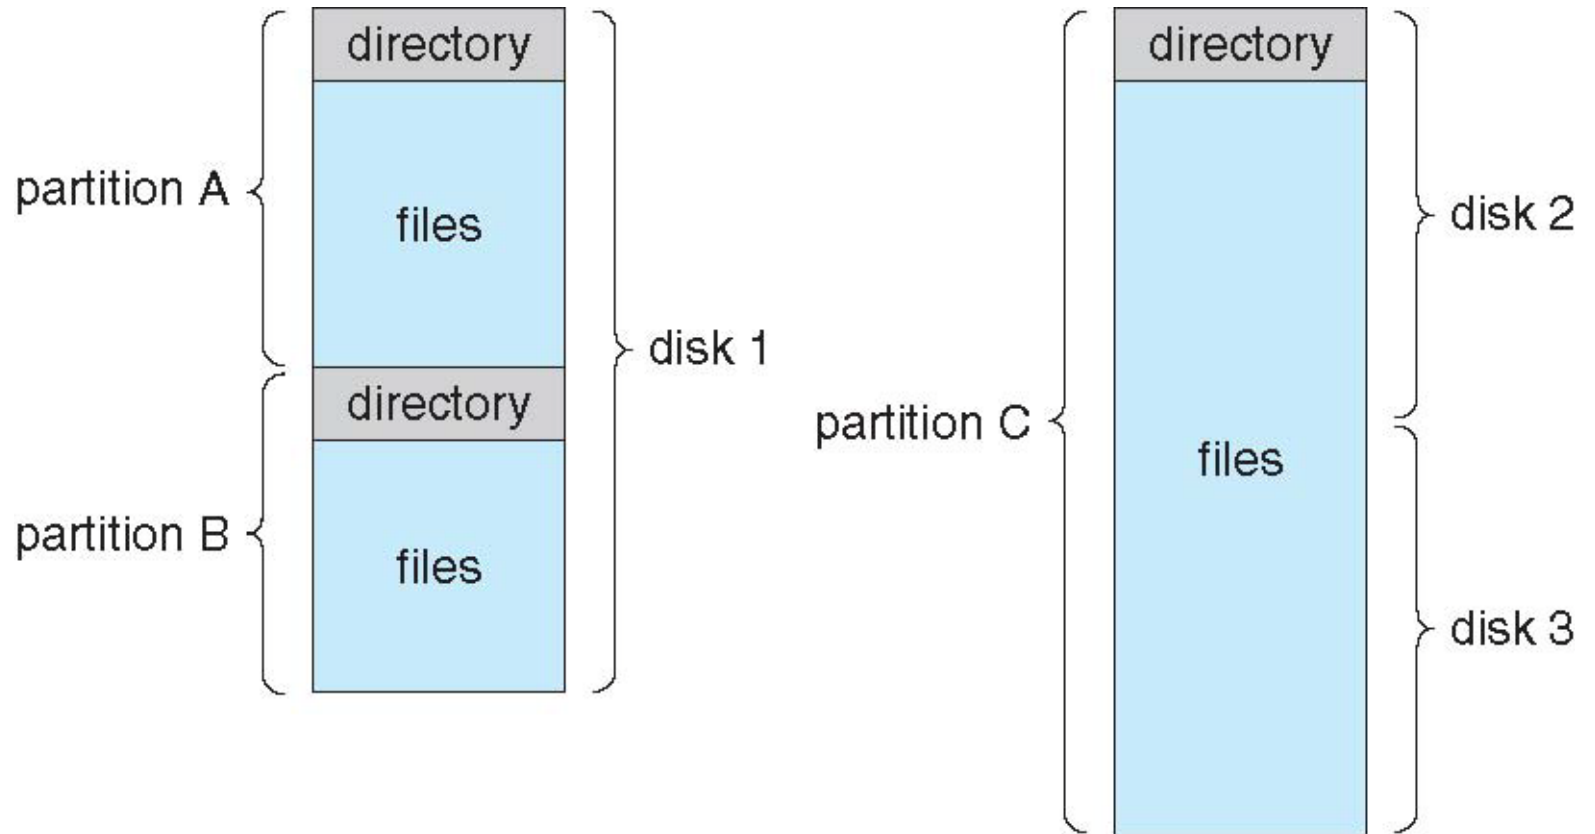 directory
partition A
files
disk 1
directory
partition B
files
directory
disk 2
partition C
files
disk 3